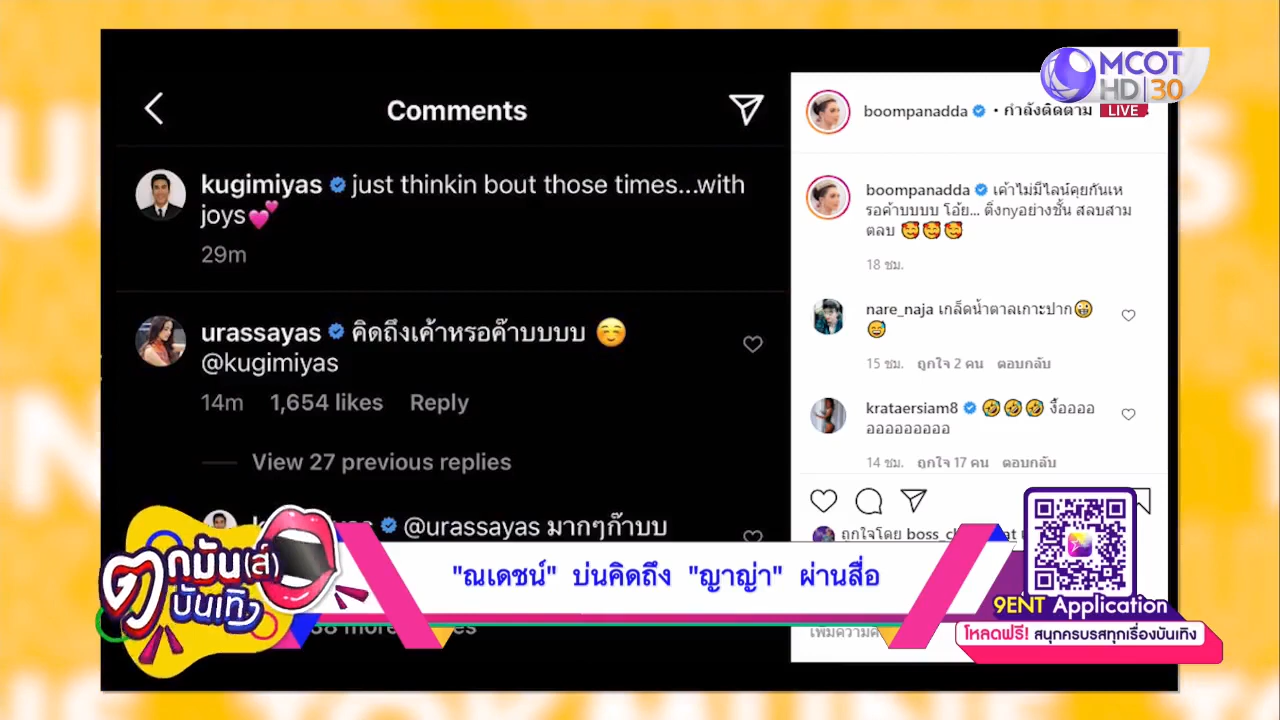 Comments
kugimiyas just thinkin bout those times...with
joys💕
29m
urassayas คิดถึงเค้าหรอค๊าบบบบ ☺️
@kugimiyas
14m 1,654 likes Reply
View 27 previous replies
@urassayas มากๆก๊าบบ
boompanadda • กำลังติดตาม
boompanadda เค้าไม่มีไลน์คุยกันเห
รอค้าบบบบ โอ้ย... ติ่งnyอย่างชั้น สลบสาม
ตลบ 🥰🥰🥰
18 ชม.
nare_naja เกล็ดน้ำตาลเกาะปาก🤪
😅
15 ชม. ถูกใจ 2 คน ตอบกลับ
krataersiam8 🤣🤣🤣 งื้ออออ
อออออออออ
14 ชม. ถูกใจ 17 คน ตอบกลับ
ถูกใจโดย
MCOT
HD 30
LIVE
ตกมัน(ส์)
บันเทิง
"ณเดชน์" บ่นคิดถึง "ญาญ่า" ผ่านสื่อ
9ENT Application
โหลดฟรี! สนุกครบรสทุกเรื่องบันเทิง